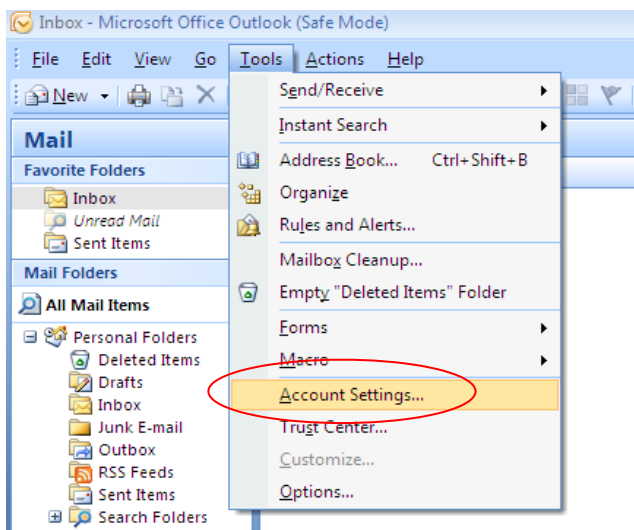 Inbox - Microsoft Office Outlook (Safe Mode)
File Edit View Go Tools Actions Help
New
Send/Receive
Instant Search
Address Book... Ctrl+Shift+B
Organize
Rules and Alerts...
Mailbox Cleanup...
Empty "Deleted Items" Folder
Forms
Macro
Account Settings...
Trust Center...
Customize...
Options...
Mail
Favorite Folders
Inbox
Unread Mail
Sent Items
Mail Folders
All Mail Items
Personal Folders
Deleted Items
Drafts
Inbox
Junk E-mail
Outbox
RSS Feeds
Sent Items
Search Folders